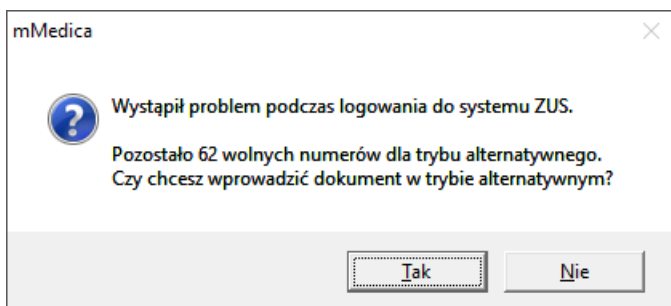 mMedica
Wystąpił problem podczas logowania do systemu ZUS.
Pozostało 62 wolnych numerów dla trybu alternatywnego.
Czy chcesz wprowadzić dokument w trybie alternatywnym?
Tak
Nie